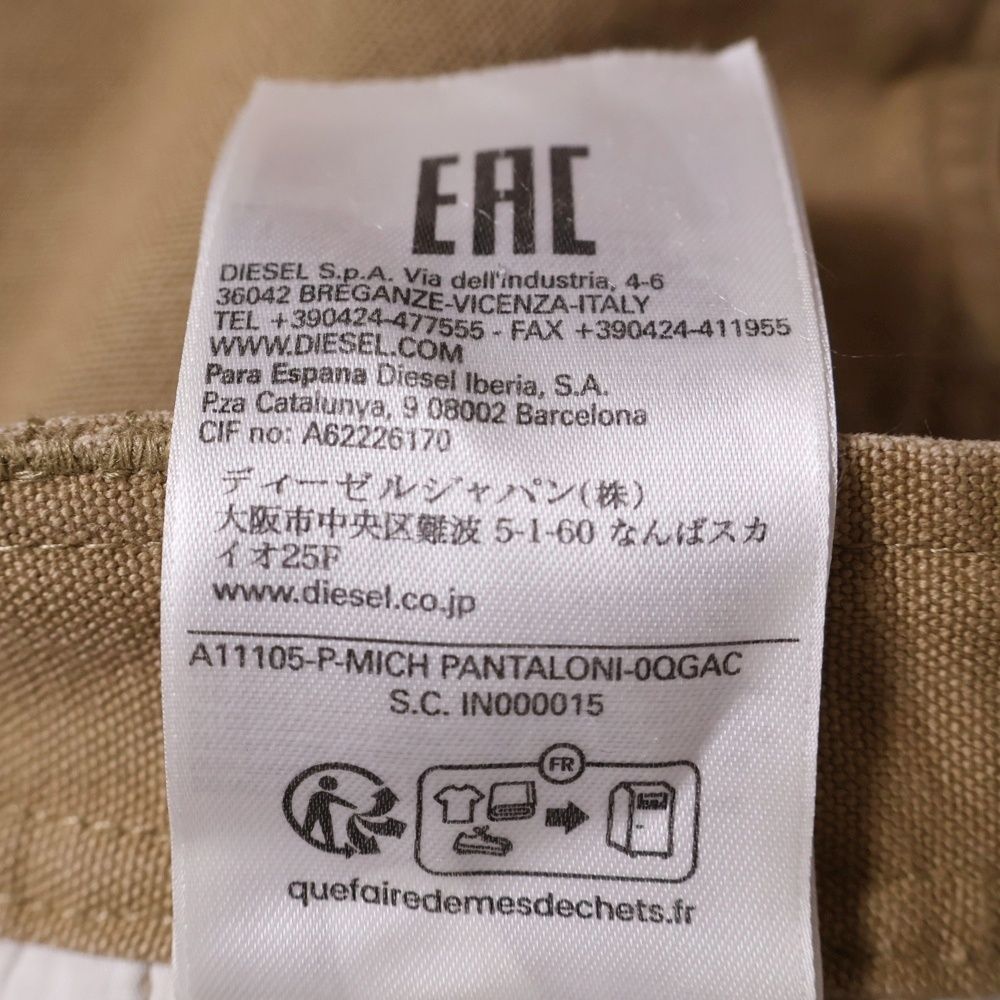 EAC
DIESEL S.p.A. Via dell'industria, 4-6
36042 BREGANZE-VICENZA-ITALY
TEL +390424-477555 - FAX +390424-411955
WWW.DIESEL.COM
Para Espana Diesel Iberia, S.A.
P.za Catalunya, 9 08002 Barcelona
CIF no: A62226170
ディーゼルジャパン(株)
大阪市中央区難波 5-1-60 なんばスカ
イオ25F
www.diesel.co.jp
A11105-P-MICH PANTALONI-0QGAC
S.C. IN000015
FR
quefairedemesdechets.fr